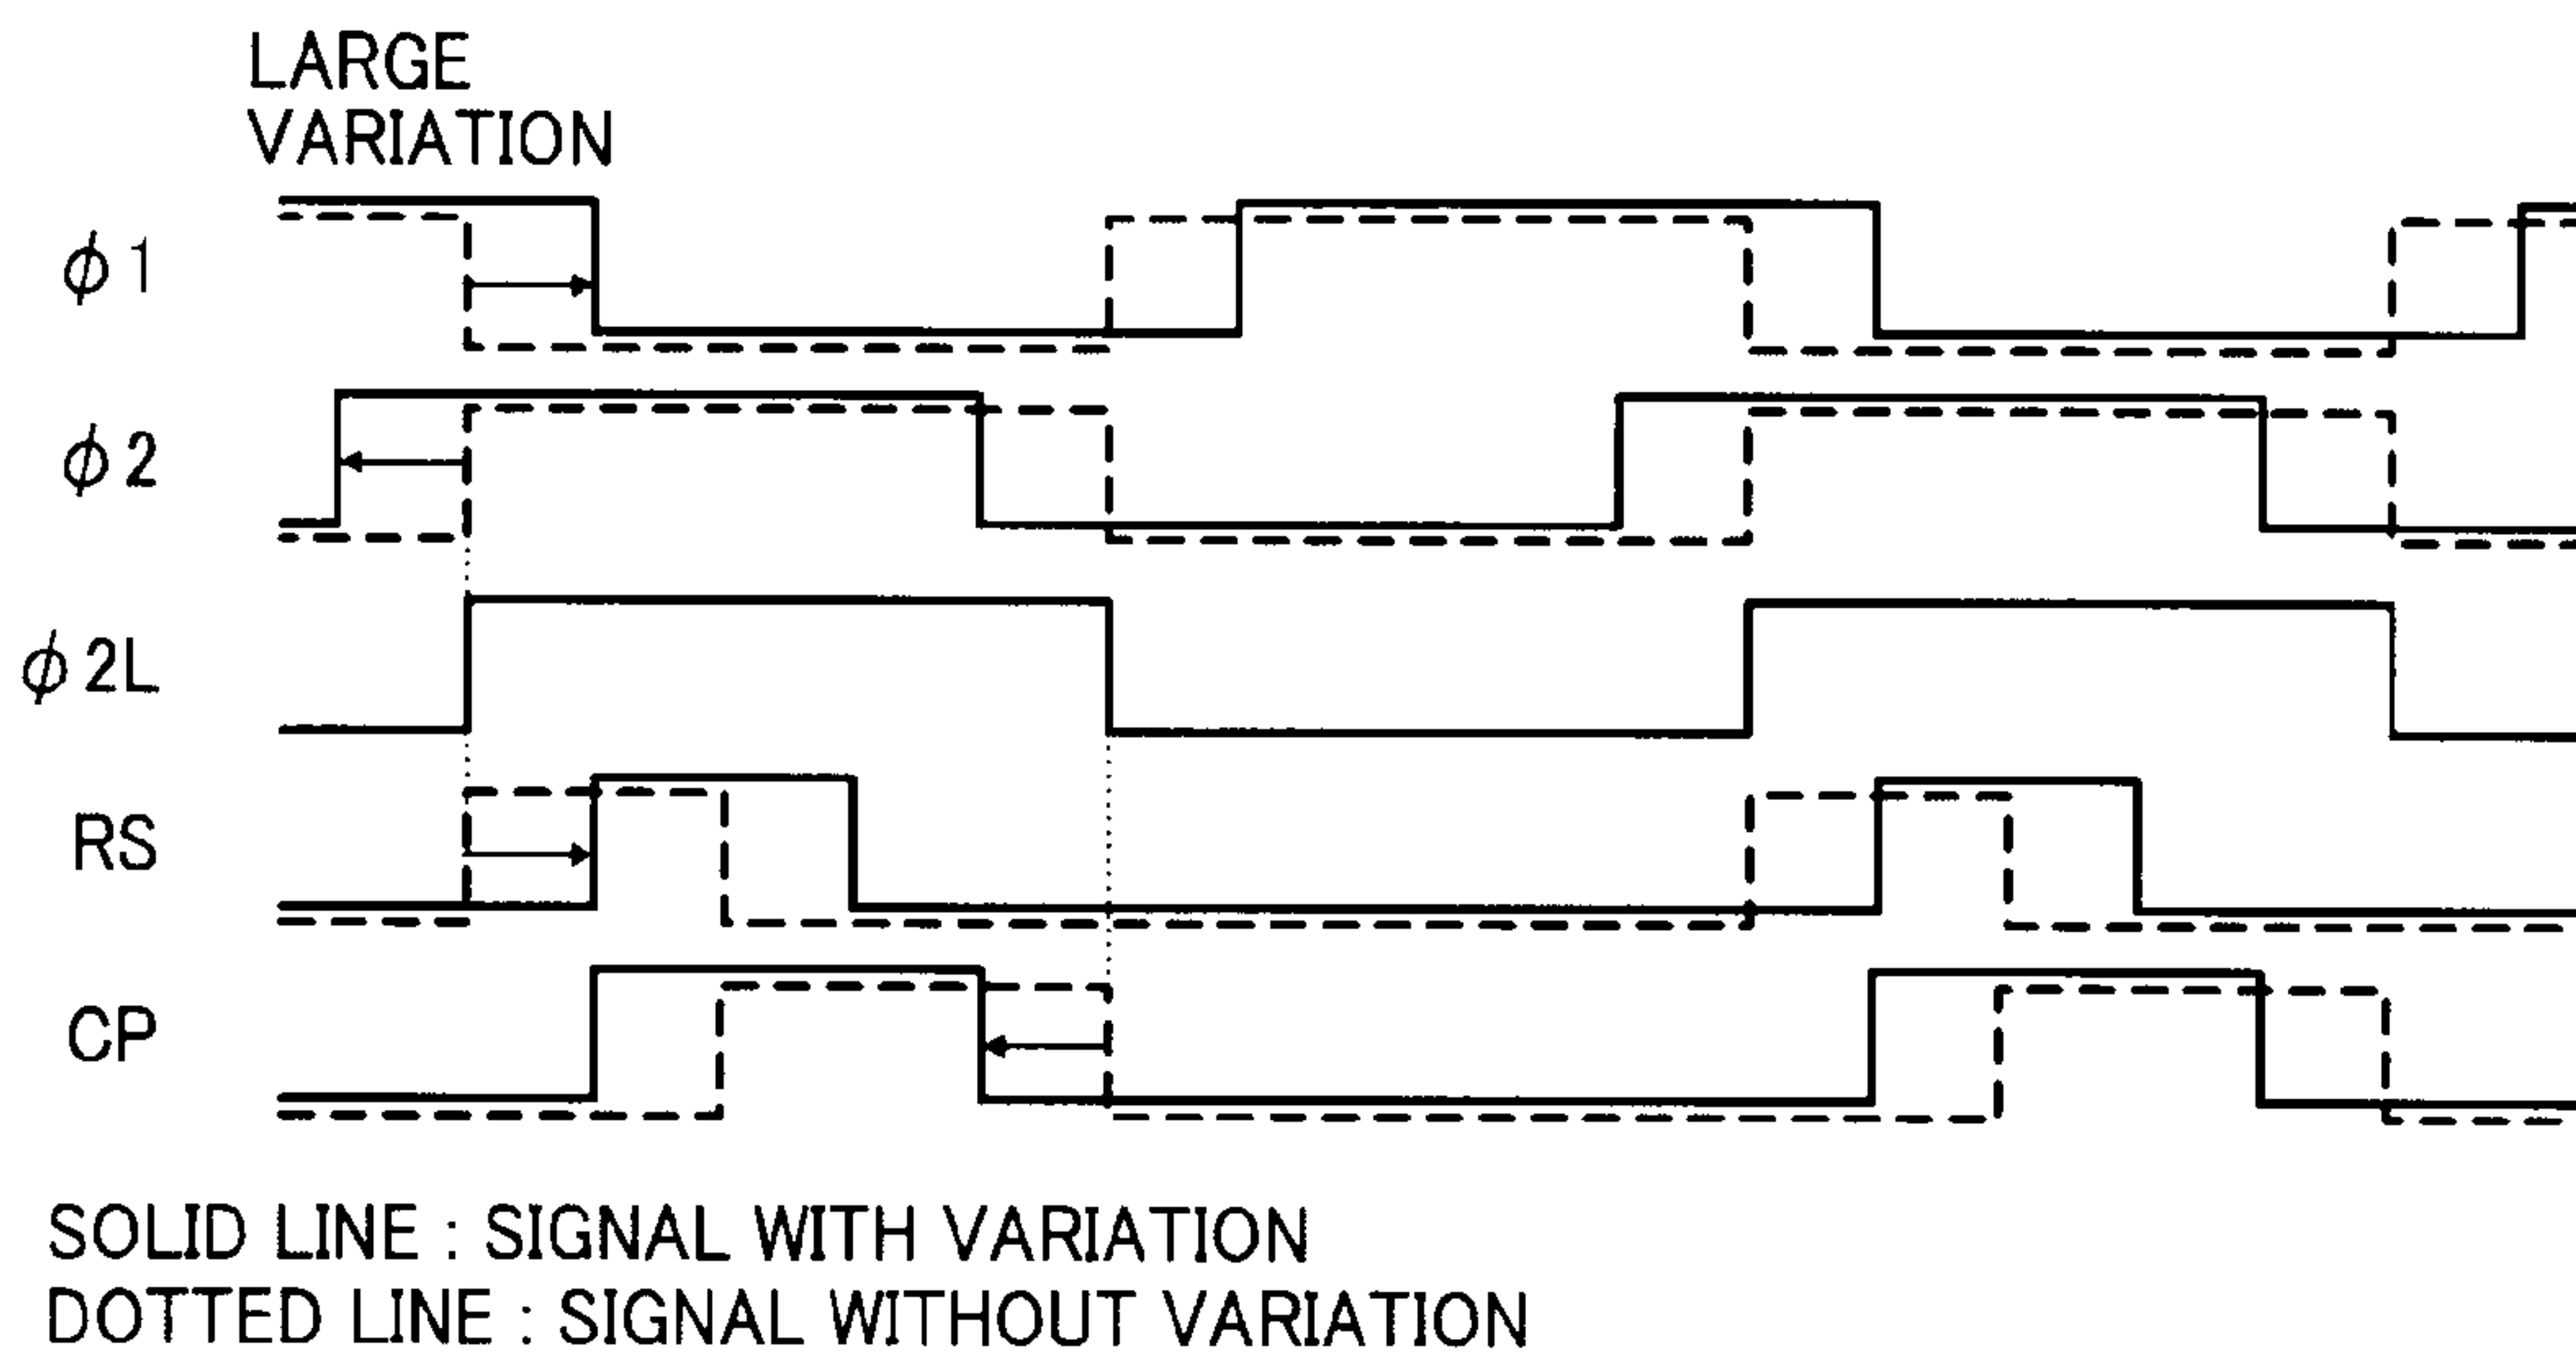 LARGE
VARIATION
ϕ1
ϕ2
ϕ2L
RS
CP
SOLID LINE : SIGNAL WITH VARIATION
DOTTED LINE : SIGNAL WITHOUT VARIATION